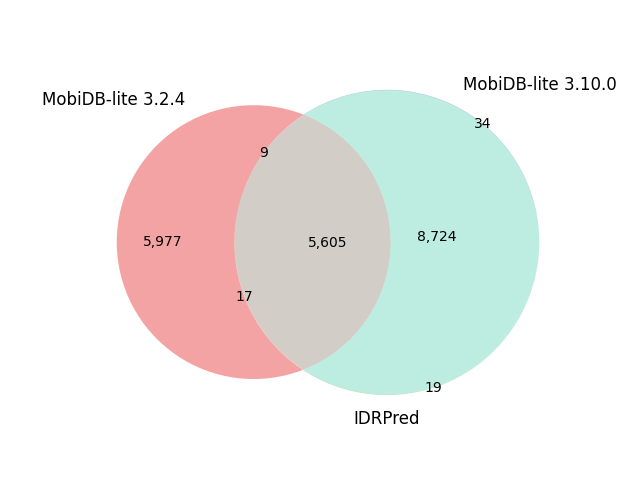 MobiDB-lite 3.10.0
MobiDB-lite 3.2.4
34
9
8,724
5,977
5,605
17
19
IDRPred